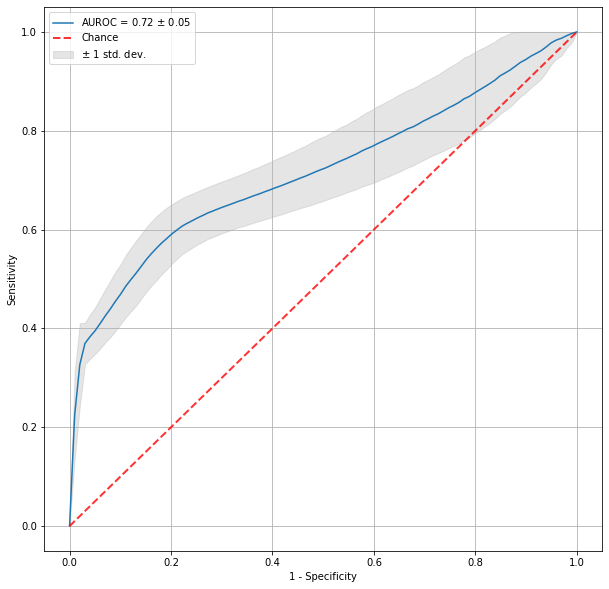 AUROC = 0.72 ± 0.05
Chance
± 1 std. dev.
1.0
0.8
0.6
0.4
0.2
0.0
Sensitivity
0.0 0.2 0.4 0.6 0.8 1.0
1 - Specificity